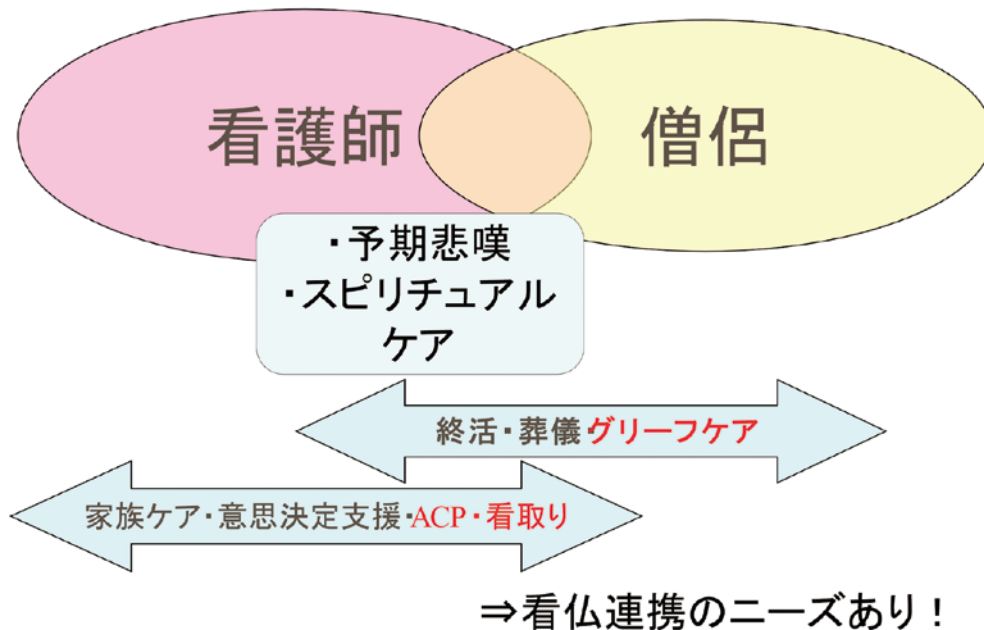 看護師
僧侶
・予期悲嘆
・スピリチュアル
ケア
終活・葬儀・グリーフケア
家族ケア・意思決定支援・ACP・看取り
⇒看仏連携のニーズあり！